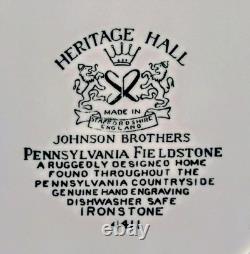 HERITAGE HALL
MADE IN
STAFFORDSHIRE
ENGLAND
JOHNSON BROTHERS
PENNSYLVANIA FIELDSTONE
A RUGGEDLY DESIGNED HOME
FOUND THROUGHOUT THE
PENNSYLVANIA COUNTRYSIDE
GENUINE HAND ENGRAVING
DISHWASHER SAFE
IRONSTONE
4411